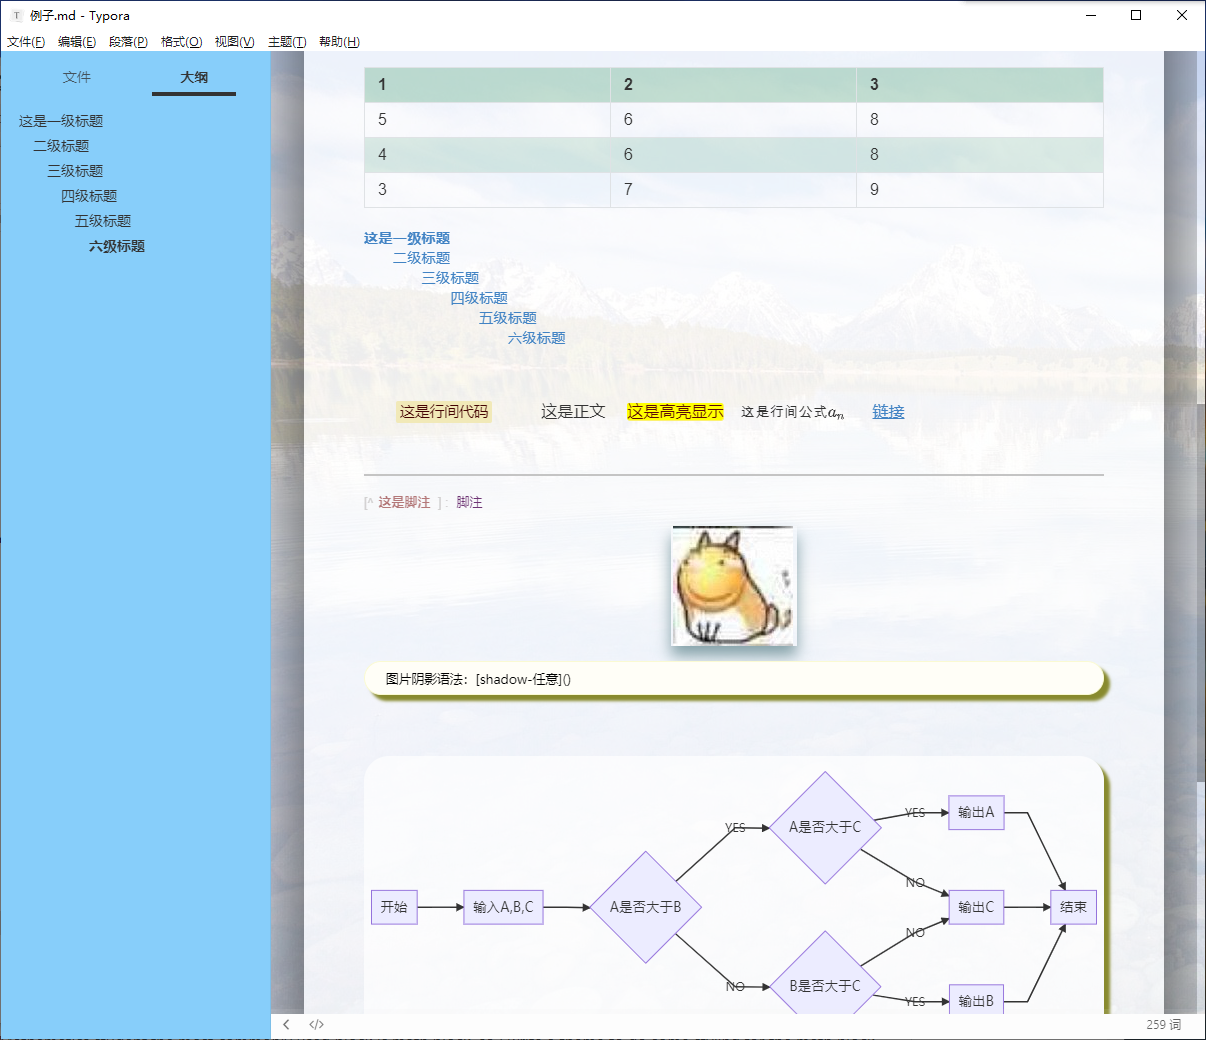 例子.md - Typora
文件(F) 编辑(E) 段落(P) 格式(O) 视图(V) 主题(T) 帮助(H)
文件 大纲
这是一级标题
二级标题
三级标题
四级标题
五级标题
六级标题
1 2 3
5 6 8
4 6 8
3 7 9
这是一级标题
二级标题
三级标题
四级标题
五级标题
六级标题
这是行间代码 这是正文 这是高亮显示 这是行间公式aₙ 链接
[^ 这是脚注 ] : 脚注
图片阴影语法：[shadow-任意]()
YES A是否大于C YES 输出A
NO
开始 输入A,B,C A是否大于B 输出C 结束
NO
NO B是否大于C YES 输出B
</> 259 词